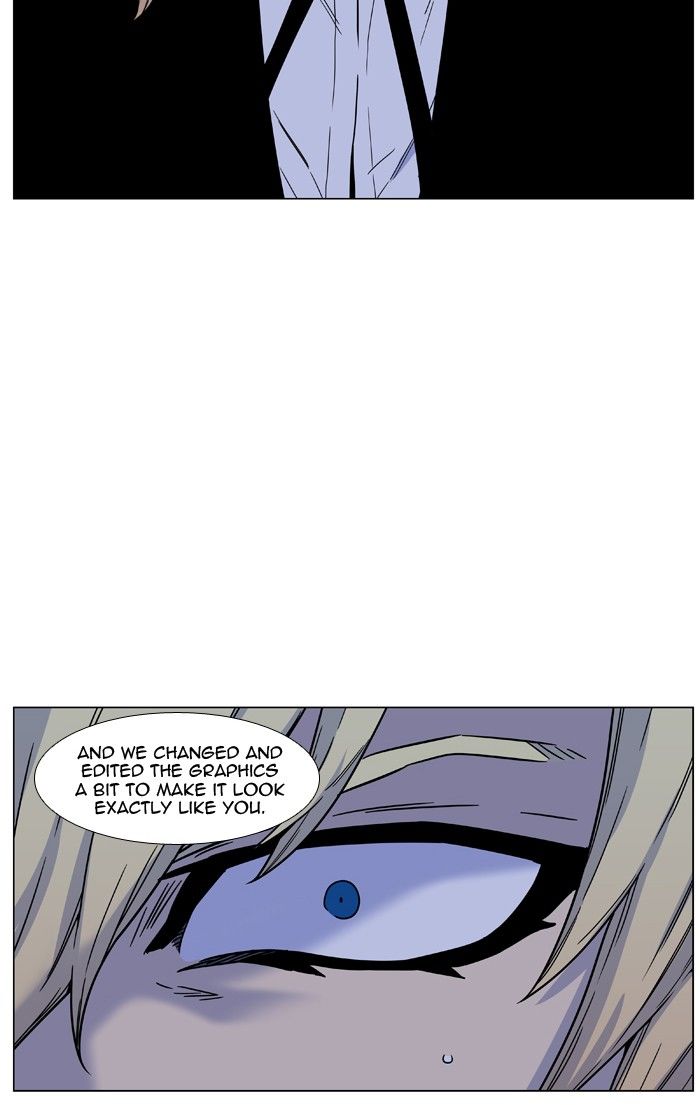 AND WE CHANGED AND
EDITED THE GRAPHICS
A BIT TO MAKE IT LOOK
EXACTLY LIKE YOU.